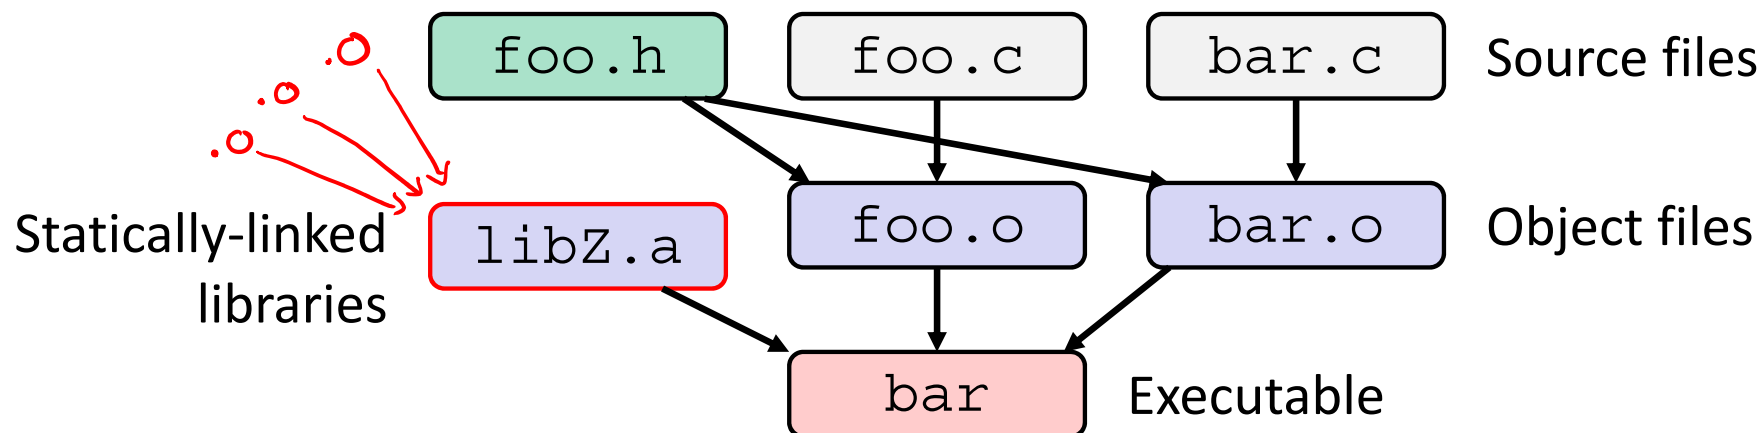 foo.h foo.c bar.c Source files
.o
.o
.o
Statically-linked
libraries
libZ.a foo.o bar.o Object files
bar Executable